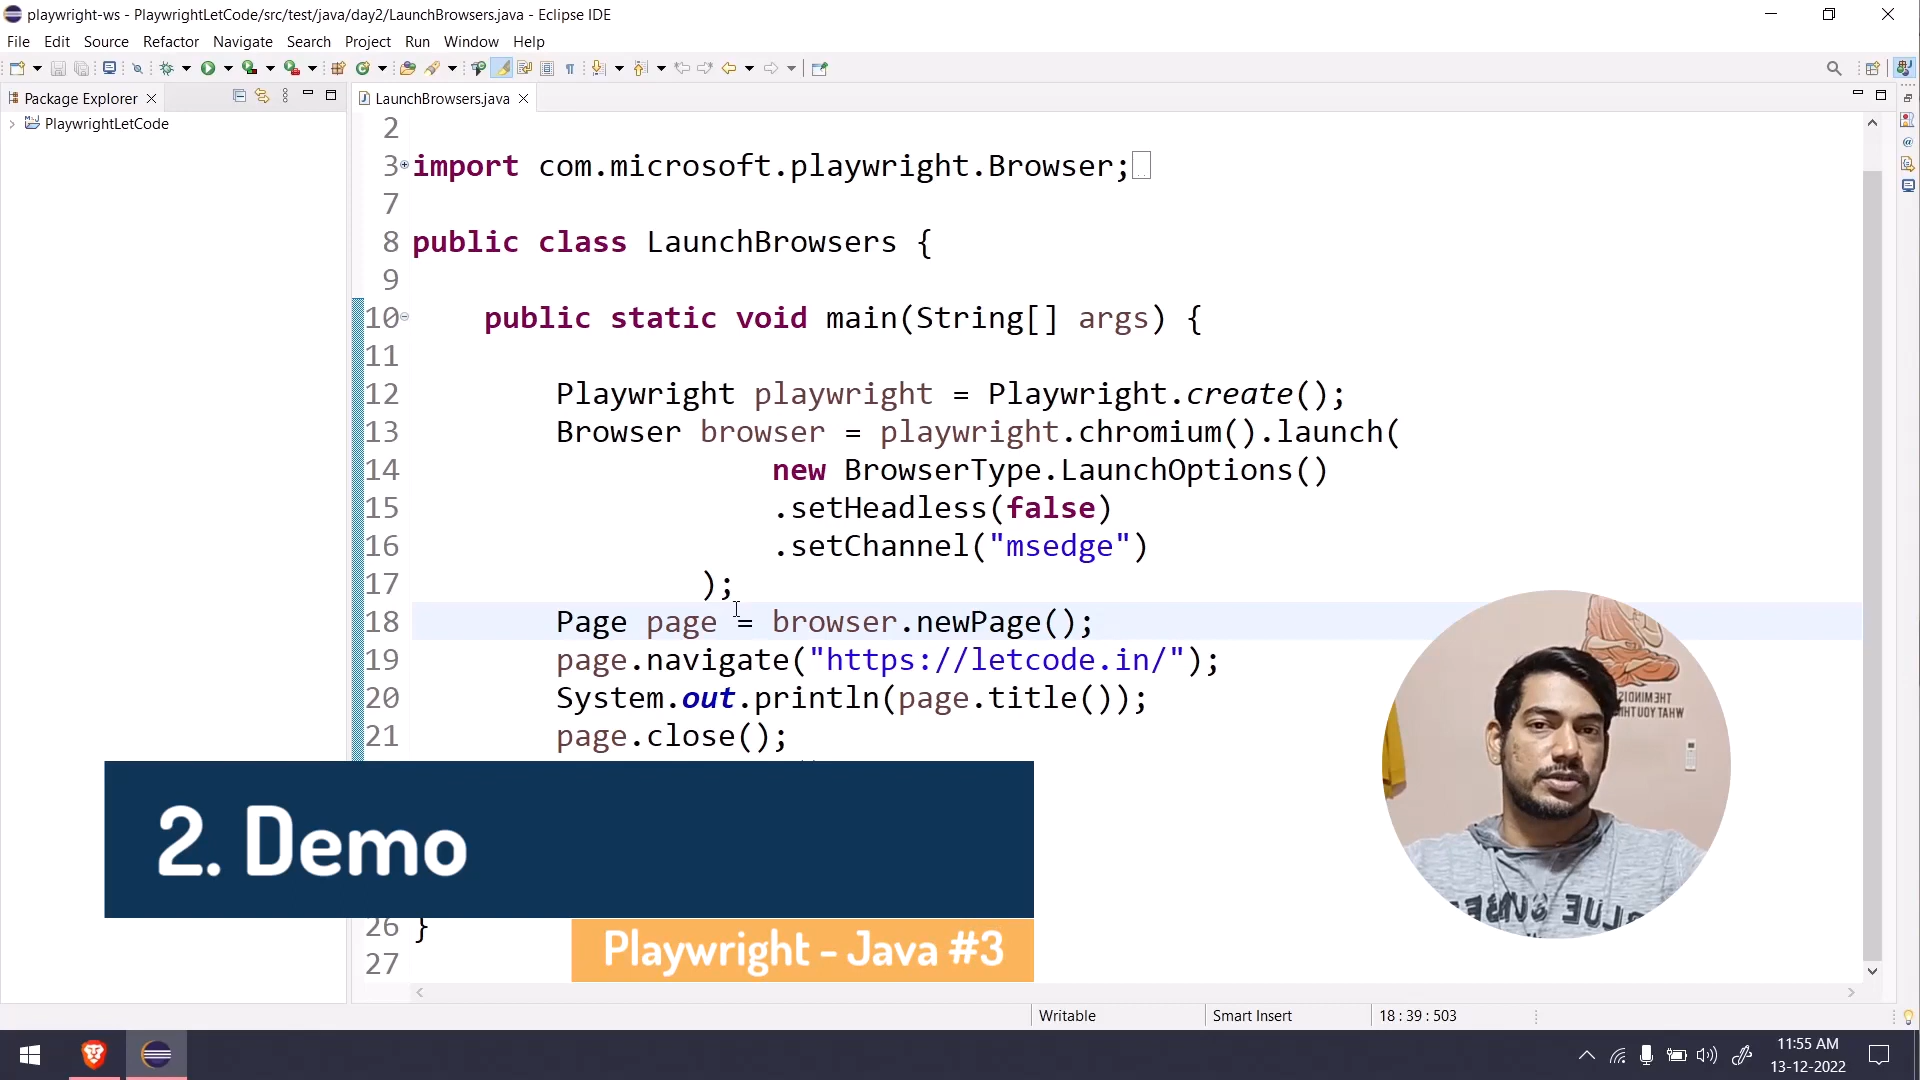 playwright-ws - PlaywrightLetCode/src/test/java/day2/LaunchBrowsers.java - Eclipse IDE
File Edit Source Refactor Navigate Search Project Run Window Help
Package Explorer
LaunchBrowsers.java
PlaywrightLetCode
2
3 import com.microsoft.playwright.Browser;
7
8 public class LaunchBrowsers {
9
10 public static void main(String[] args) {
11
12 Playwright playwright = Playwright.create();
13 Browser browser = playwright.chromium().launch(
14 new BrowserType.LaunchOptions()
15 .setHeadless(false)
16 .setChannel("msedge")
17 );
18 Page page = browser.newPage();
19 page.navigate("https://letcode.in/");
20 System.out.println(page.title());
21 page.close();
2. Demo
26 }
Playwright - Java #3
27
Writable
Smart Insert
18 : 39 : 503
11:55 AM
13-12-2022